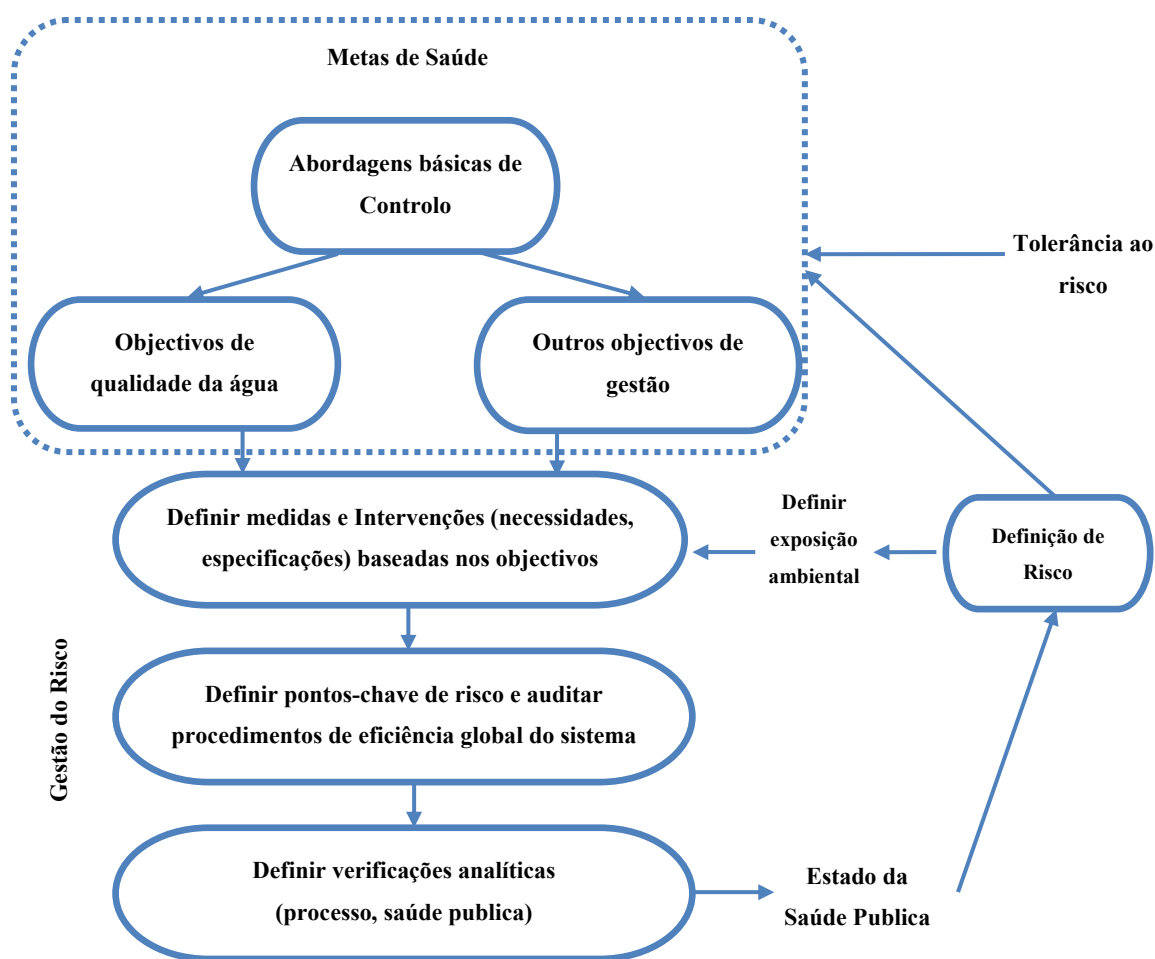 Metas de Saúde
Abordagens básicas de
Controlo
Tolerância ao
risco
Objectivos de
qualidade da água
Outros objectivos de
gestão
Definir medidas e Intervenções (necessidades,
especificações) baseadas nos objectivos
Definir
exposição
ambiental
Definição de
Risco
Gestão do Risco
Definir pontos-chave de risco e auditar
procedimentos de eficiência global do sistema
Definir verificações analíticas
(processo, saúde publica)
Estado da
Saúde Publica